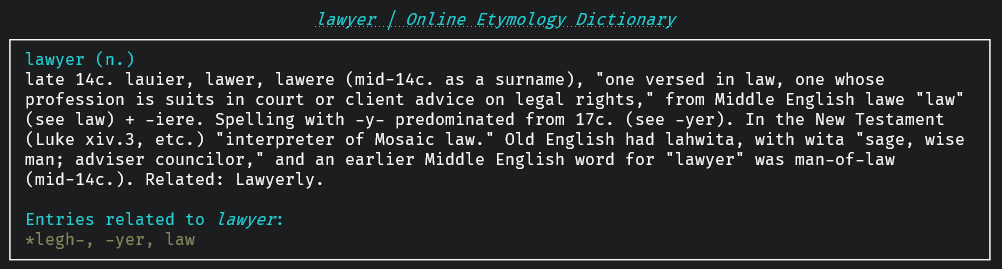 lawyer | Online Etymology Dictionary
lawyer (n.)
late 14c. lauier, lawer, lawere (mid-14c. as a surname), "one versed in law, one whose
profession is suits in court or client advice on legal rights," from Middle English lawe "law"
(see law) + -iere. Spelling with -y- predominated from 17c. (see -yer). In the New Testament
(Luke xiv.3, etc.) "interpreter of Mosaic law." Old English had lahwita, with wita "sage, wise
man; adviser councilor," and an earlier Middle English word for "lawyer" was man-of-law
(mid-14c.). Related: Lawyerly.
Entries related to lawyer:
*legh-, -yer, law